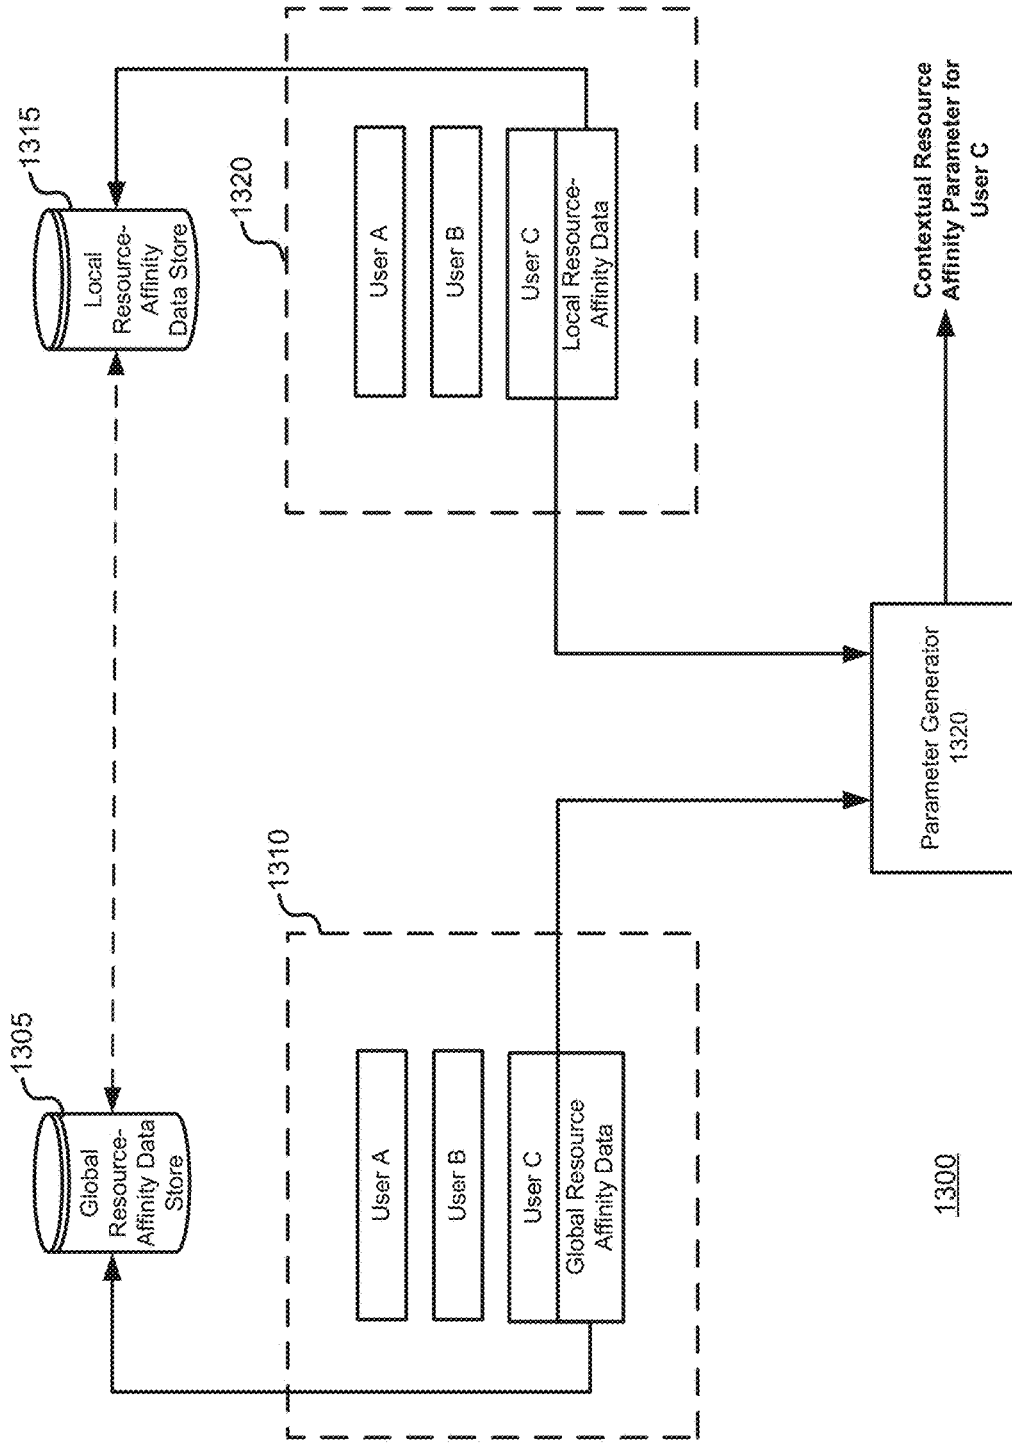 1305
Global
Resource-
Affinity Data
Store
1315
Local
Resource-
Affinity
Data Store
1310
User A
User B
User C
Global Resource
Affinity Data
1320
User A
User B
User C
Local Resource-
Affinity Data
Parameter Generator
1320
Contextual Resource
Affinity Parameter for
User C
1300